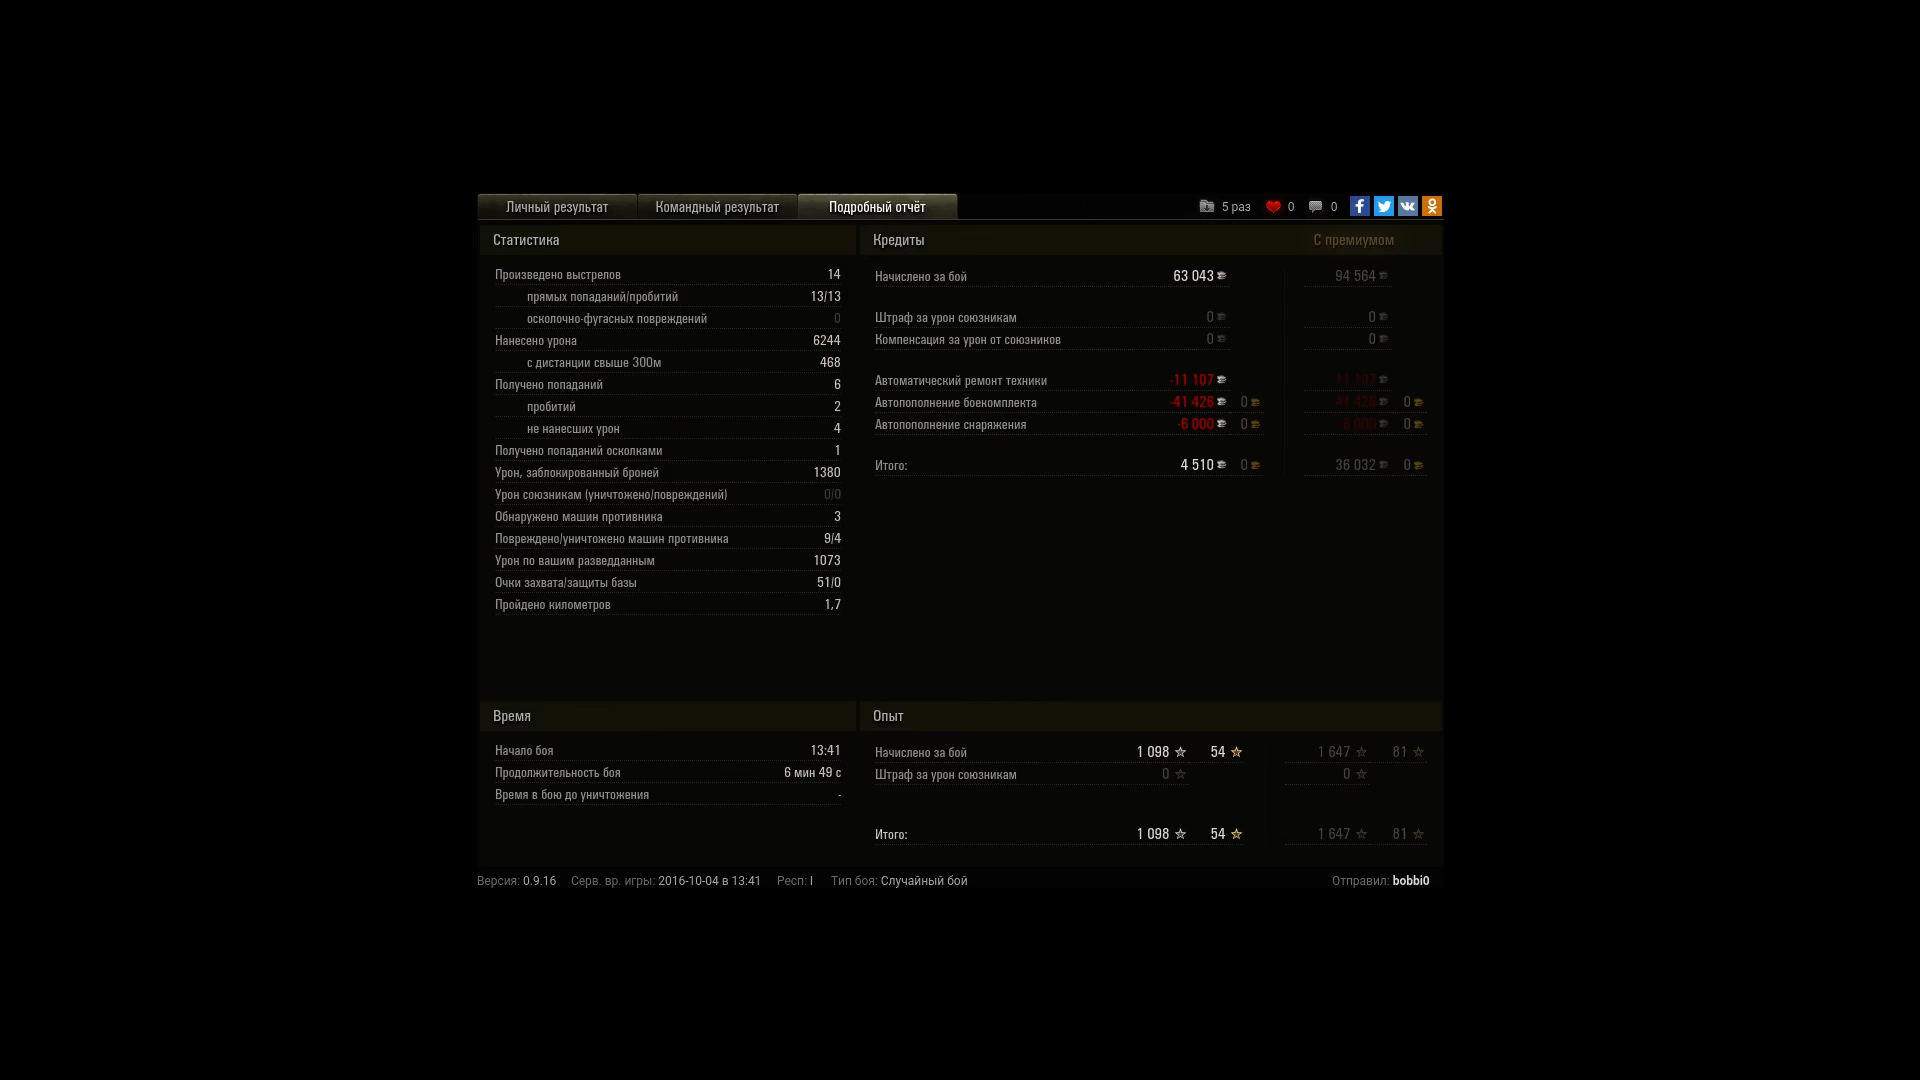 Личный результат Командный результат Подробный отчёт 5 раз 0 0
Статистика
Произведено выстрелов 14
прямых попаданий/пробитий 13/13
осколочно-фугасных повреждений 0
Нанесено урона 6244
с дистанции свыше 300м 468
Получено попаданий 6
пробитий 2
не нанесших урон 4
Получено попаданий осколками 1
Урон, заблокированный броней 1380
Урон союзникам (уничтожено/повреждений) 0/0
Обнаружено машин противника 3
Повреждено/уничтожено машин противника 9/4
Урон по вашим разведданным 1073
Очки захвата/защиты базы 51/0
Пройдено километров 1,7
Кредиты С премиумом
Начислено за бой 63 043 94 564
Штраф за урон союзникам 0 0
Компенсация за урон от союзников 0 0
Автоматический ремонт техники -11 107 -11 107
Автопополнение боекомплекта -41 426 0 -41 426 0
Автопополнение снаряжения -6 000 0 -6 000 0
Итого: 4 510 0 36 032 0
Время
Начало боя 13:41
Продолжительность боя 6 мин 49 с
Время в бою до уничтожения -
Опыт
Начислено за бой 1 098 54 1 647 81
Штраф за урон союзникам 0 0
Итого: 1 098 54 1 647 81
Версия: 0.9.16 Серв. вр. игры: 2016-10-04 в 13:41 Респ: I Тип боя: Случайный бой Отправил: bobbi0